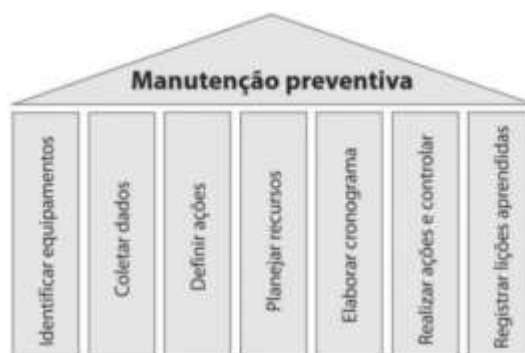 Manutenção preventiva
Identificar equipamentos
Coletar dados
Definir ações
Planejar recursos
Elaborar cronograma
Realizar ações e controlar
Registrar lições aprendidas